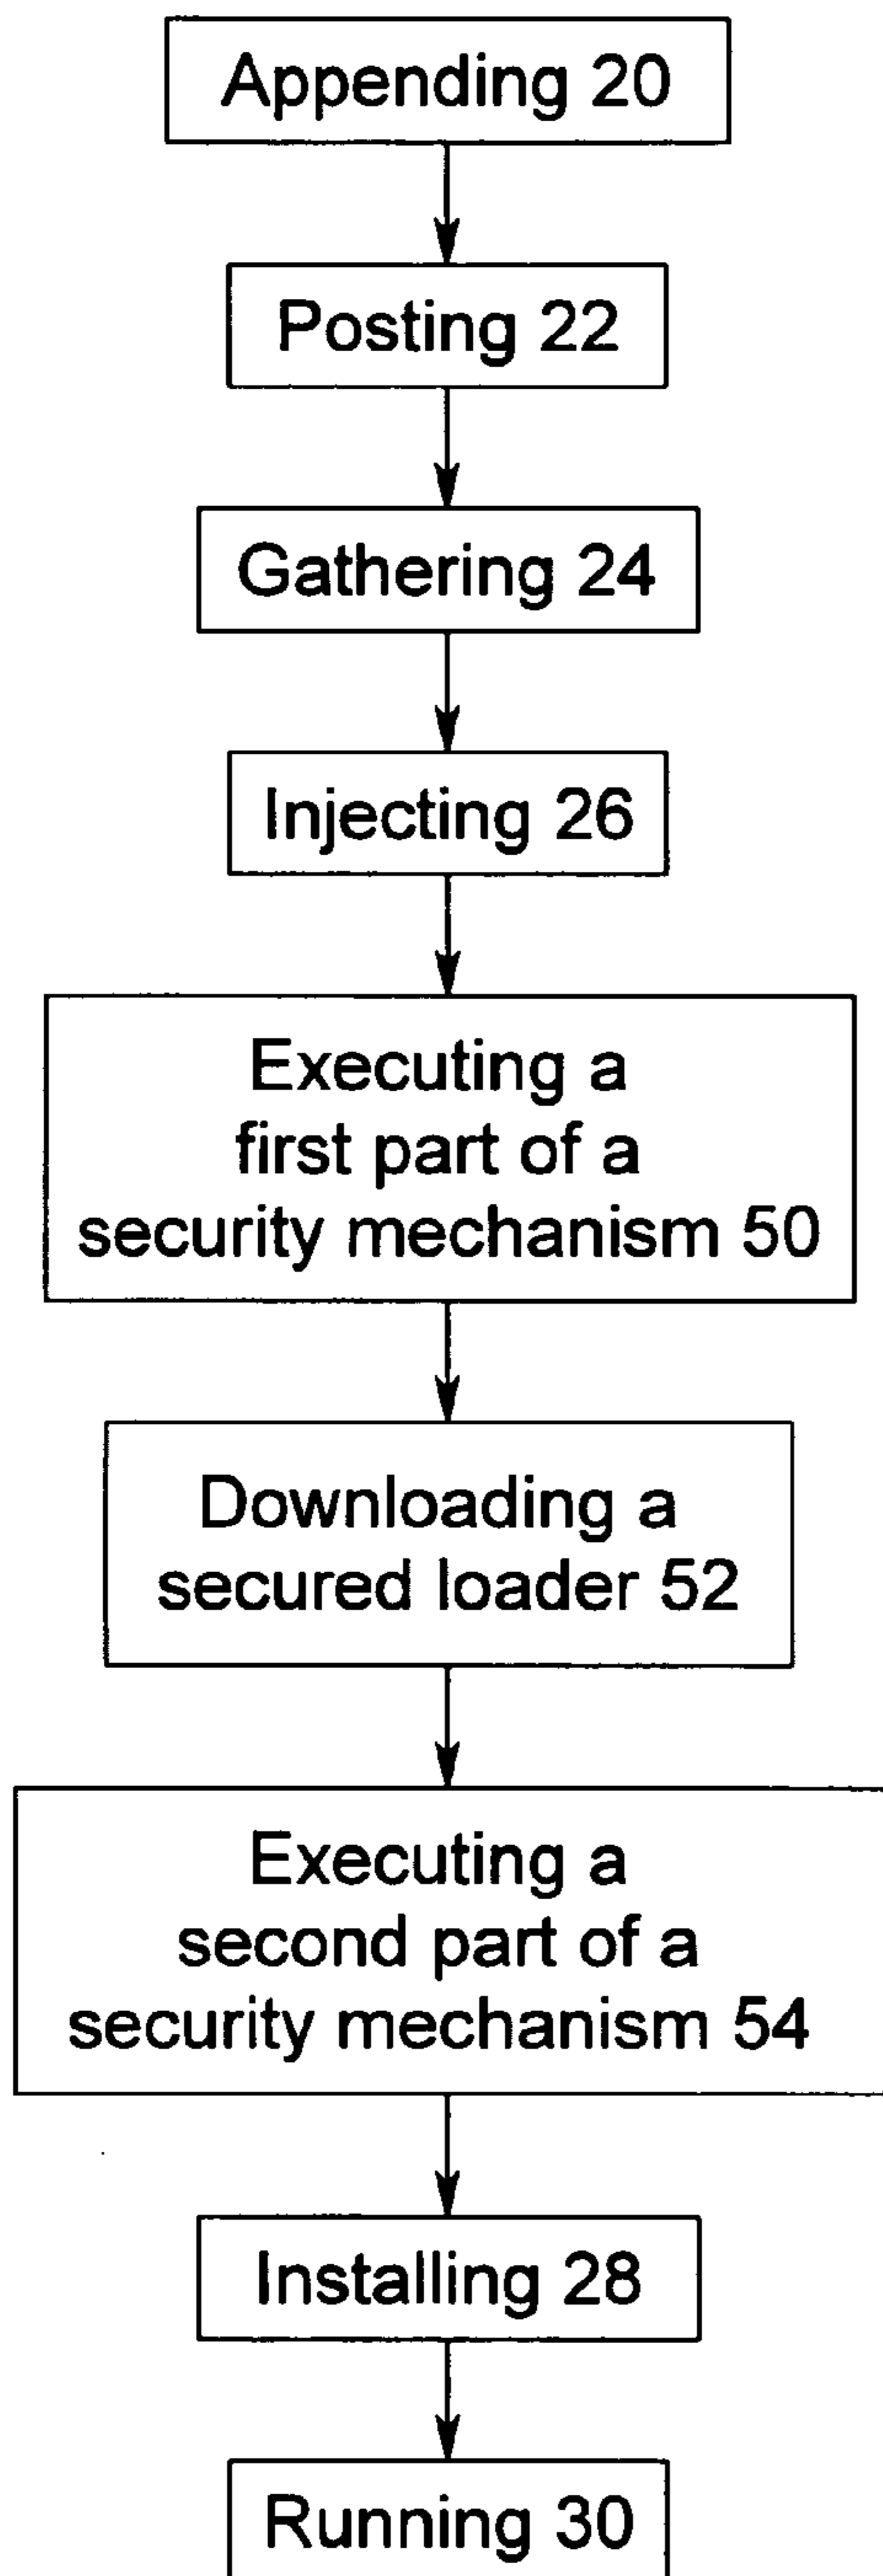 Appending 20
Posting 22
Gathering 24
Injecting 26
Executing a
first part of a
security mechanism 50
Downloading a
secured loader 52
Executing a
second part of a
security mechanism 54
Installing 28
Running 30